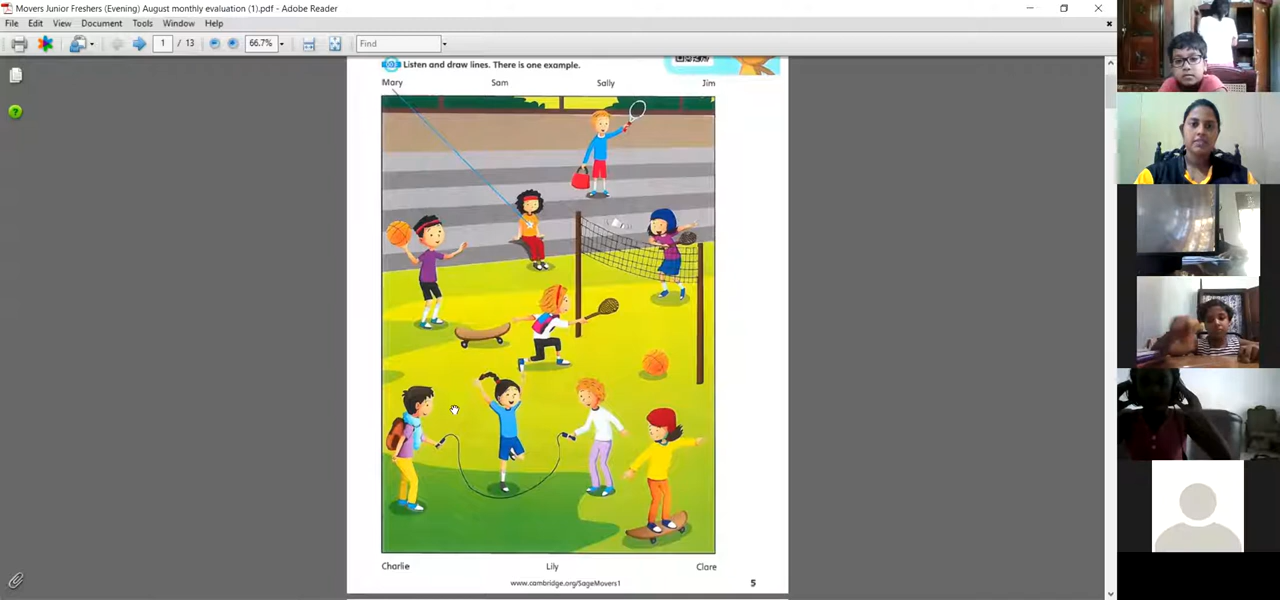 Movers Junior Freshers (Evening) August monthly evaluation (1).pdf - Adobe Reader
File Edit View Document Tools Window Help
1 / 13 66.7% Find
Listen and draw lines. There is one example.
Mary Sam Sally Jim
Charlie Lily Clare
www.cambridge.org/SageMovers1 5